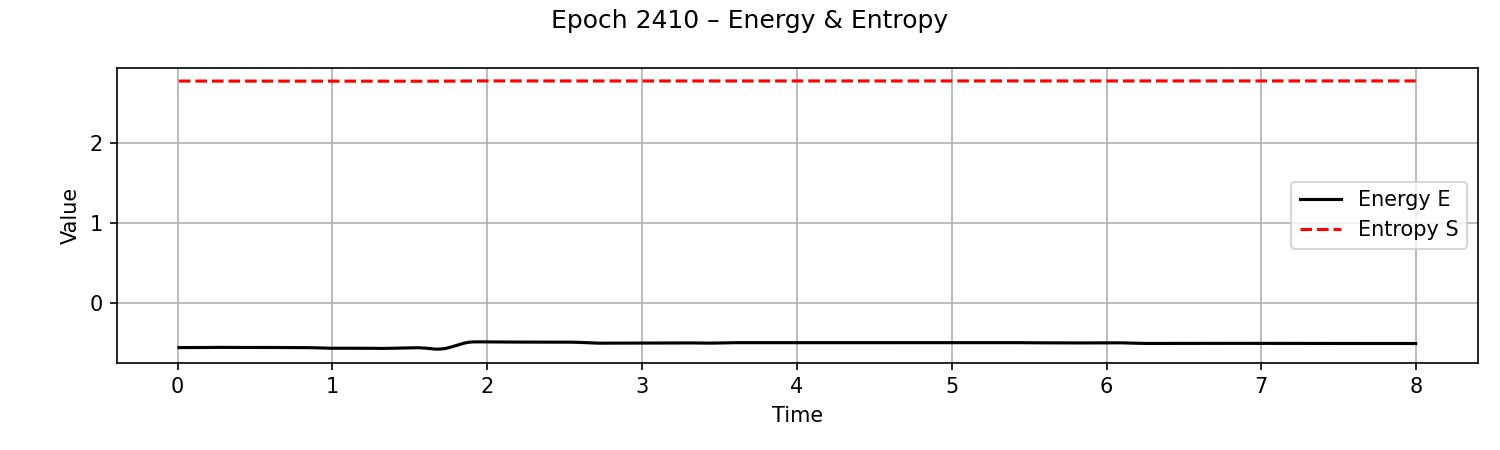 Epoch 2410 – Energy & Entropy
Value
2
1
0
Energy E
Entropy S
0 1 2 3 4 5 6 7 8
Time